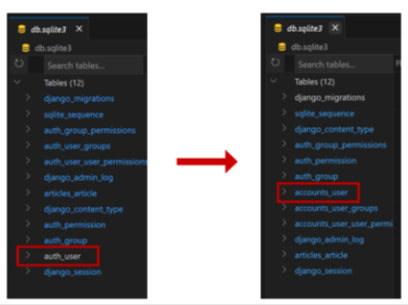 db.sqlite3
db.sqlite3
Search tables...
Tables (12)
django_migrations
sqlite_sequence
auth_group_permissions
auth_user_groups
auth_user_user_permissions
django_admin_log
articles_article
django_content_type
auth_permission
auth_group
auth_user
django_session
db.sqlite3
db.sqlite3
Search tables...
Tables (12)
django_migrations
sqlite_sequence
django_content_type
auth_group_permissions
auth_permission
auth_group
accounts_user
accounts_user_groups
accounts_user_user_permi
django_admin_log
articles_article
django_session